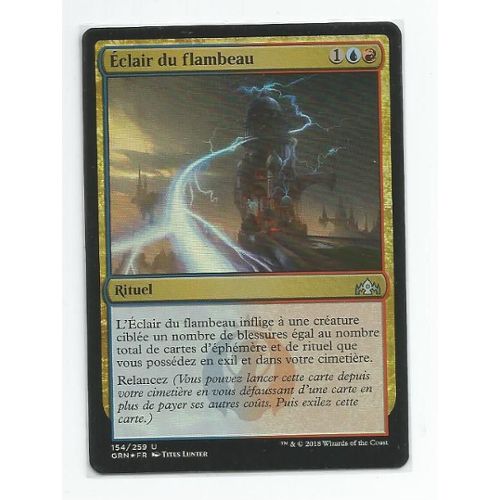 Éclair du flambeau 1
Rituel
L'Éclair du flambeau inflige à une créature
ciblée un nombre de blessures égal au nombre
total de cartes d'éphémère et de rituel que
vous possédez en exil et dans votre cimetière.
Relancez (Vous pouvez lancer cette carte depuis
votre cimetière en vous défaussant d'une carte en
plus de payer ses autres coûts. Puis exilez cette
carte.)
154/259 U
GRN★FR Titus Lunter
™ & © 2018 Wizards of the Coast